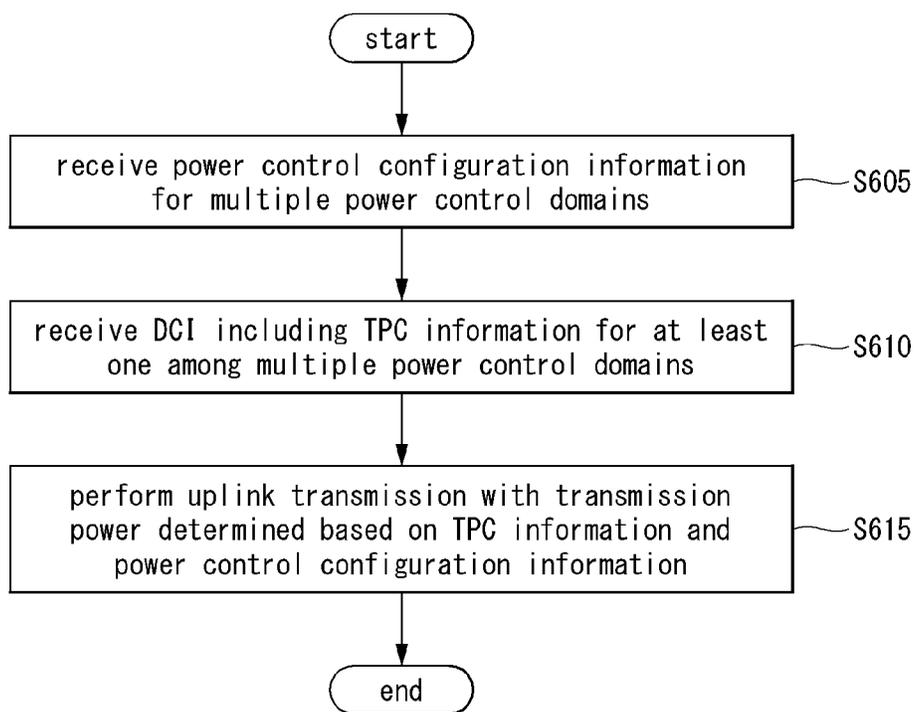 start
receive power control configuration information
for multiple power control domains
S605
receive DCI including TPC information for at least
one among multiple power control domains
S610
perform uplink transmission with transmission
power determined based on TPC information and
power control configuration information
S615
end